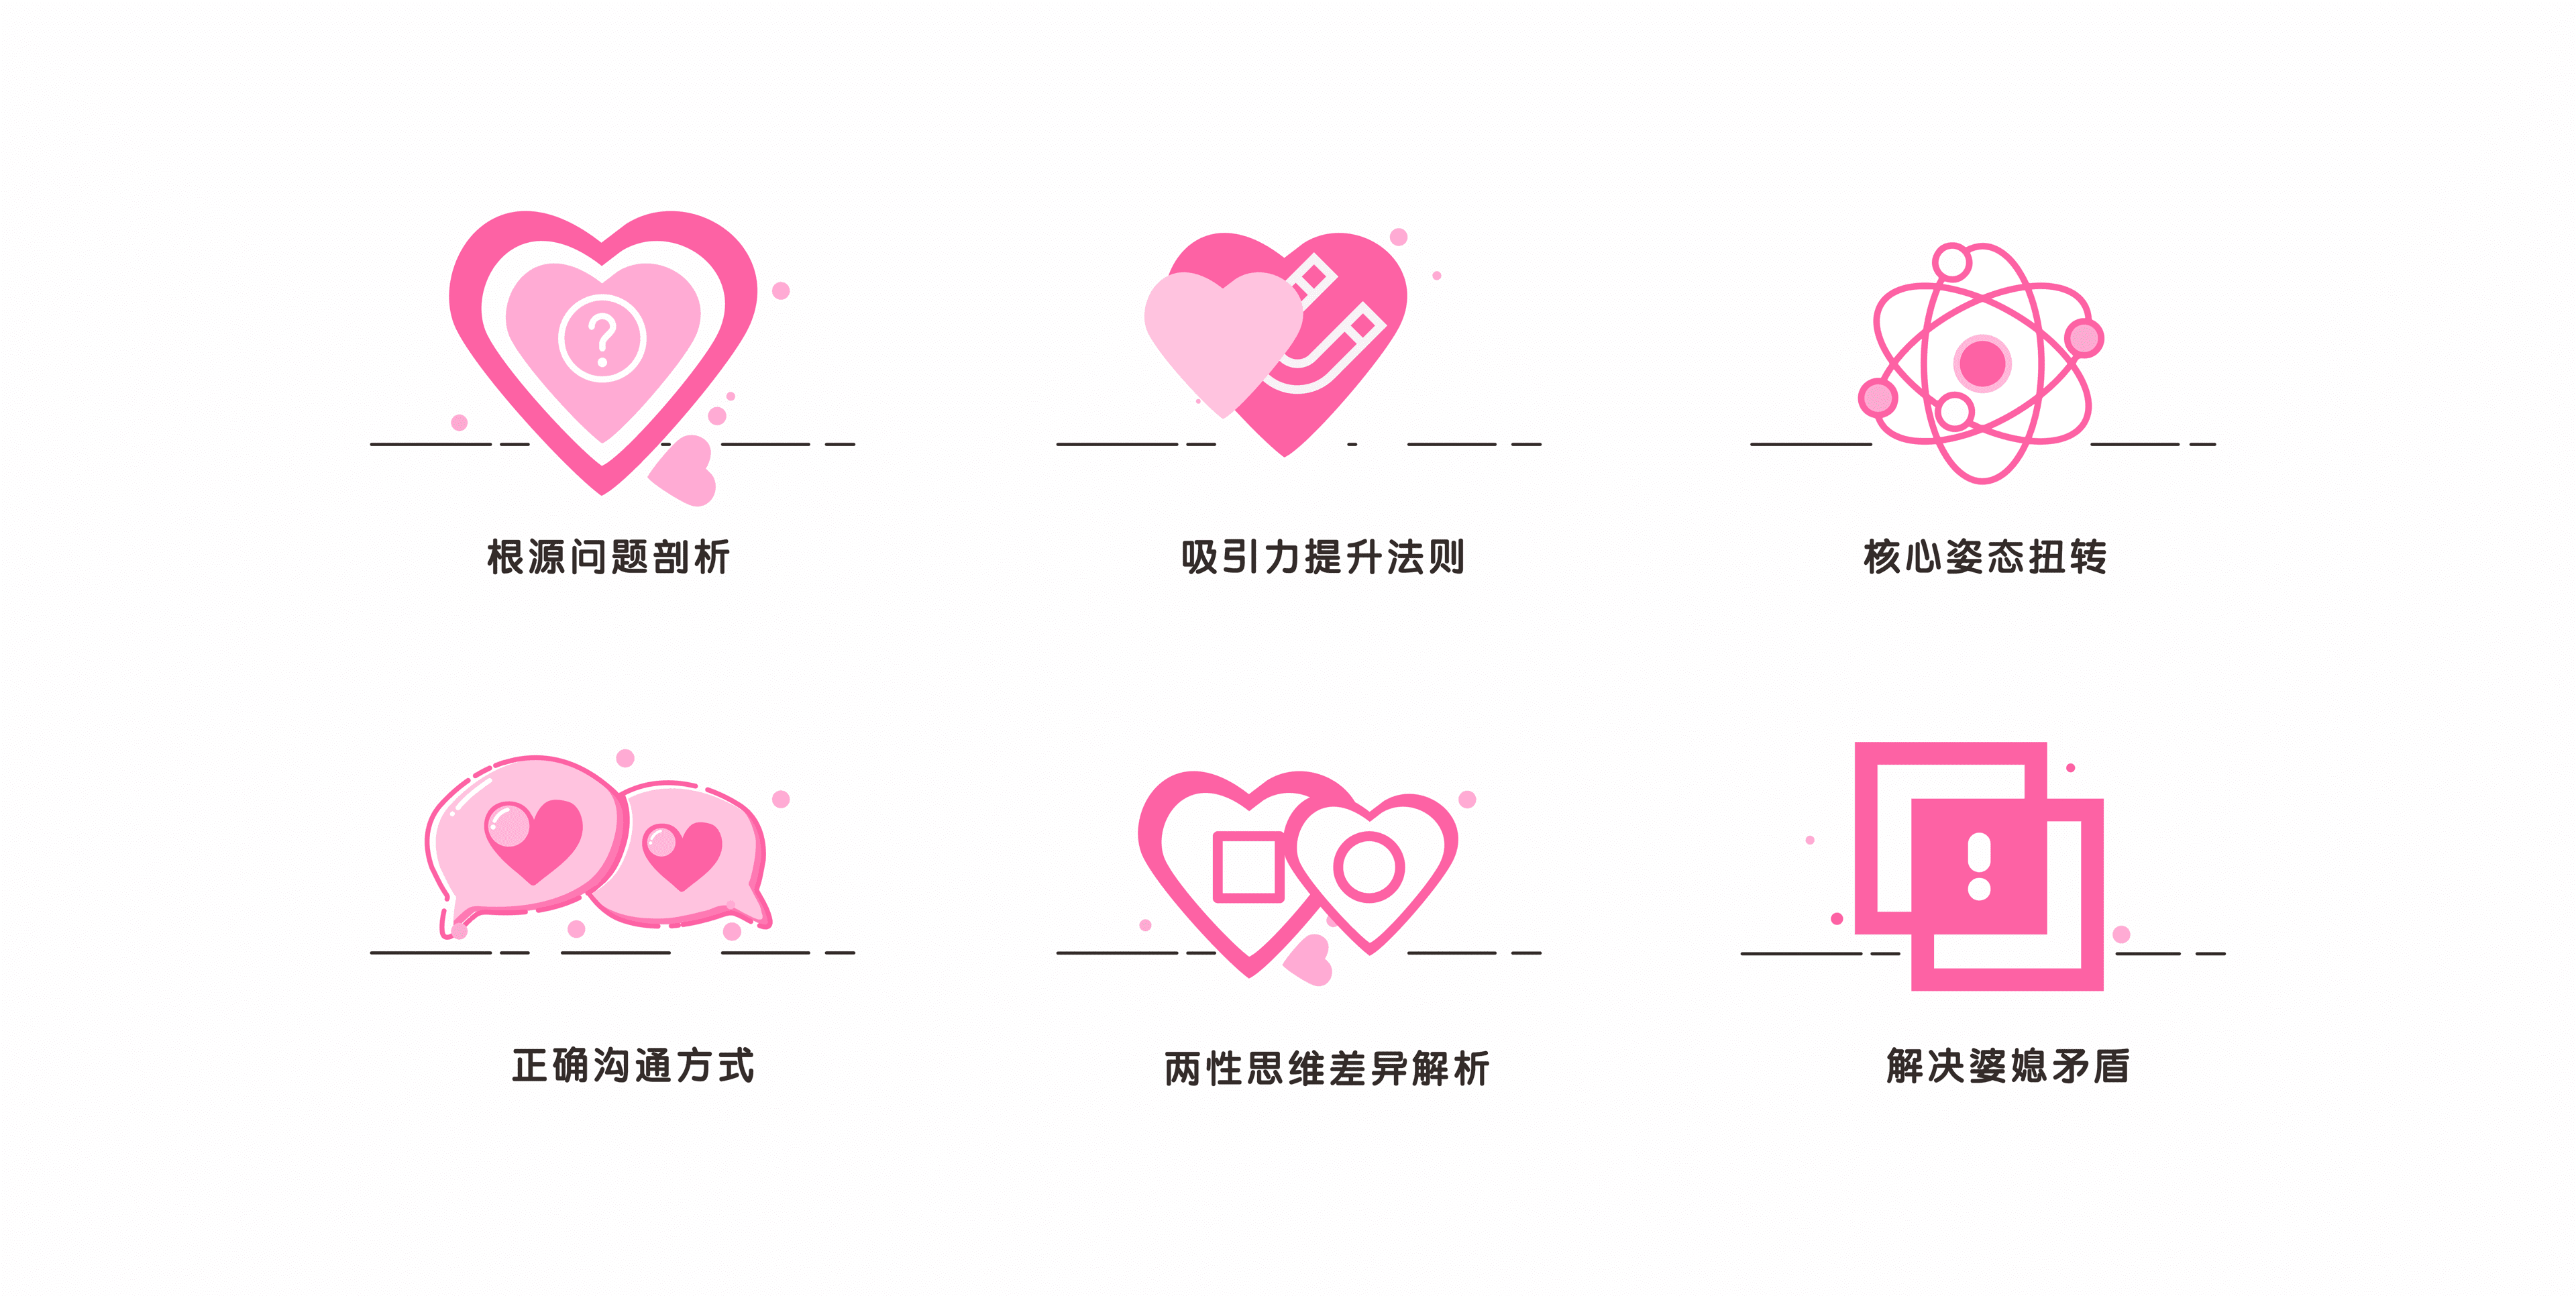 根源问题剖析
吸引力提升法则
核心姿态扭转
正确沟通方式
两性思维差异解析
解决婆媳矛盾